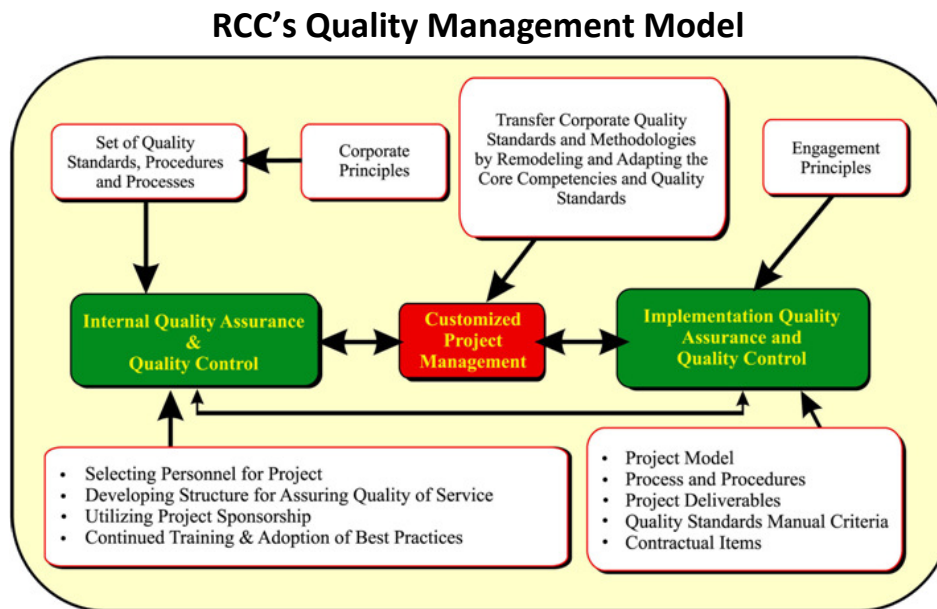 RCC’s Quality Management Model
Set of Quality
Standards, Procedures
and Processes
Corporate
Principles
Transfer Corporate Quality
Standards and Methodologies
by Remodeling and Adapting the
Core Competencies and Quality
Standards
Engagement
Principles
Internal Quality Assurance
&
Quality Control
Customized
Project
Management
Implementation Quality
Assurance and
Quality Control
• Selecting Personnel for Project
• Developing Structure for Assuring Quality of Service
• Utilizing Project Sponsorship
• Continued Training & Adoption of Best Practices
• Project Model
• Process and Procedures
• Project Deliverables
• Quality Standards Manual Criteria
• Contractual Items